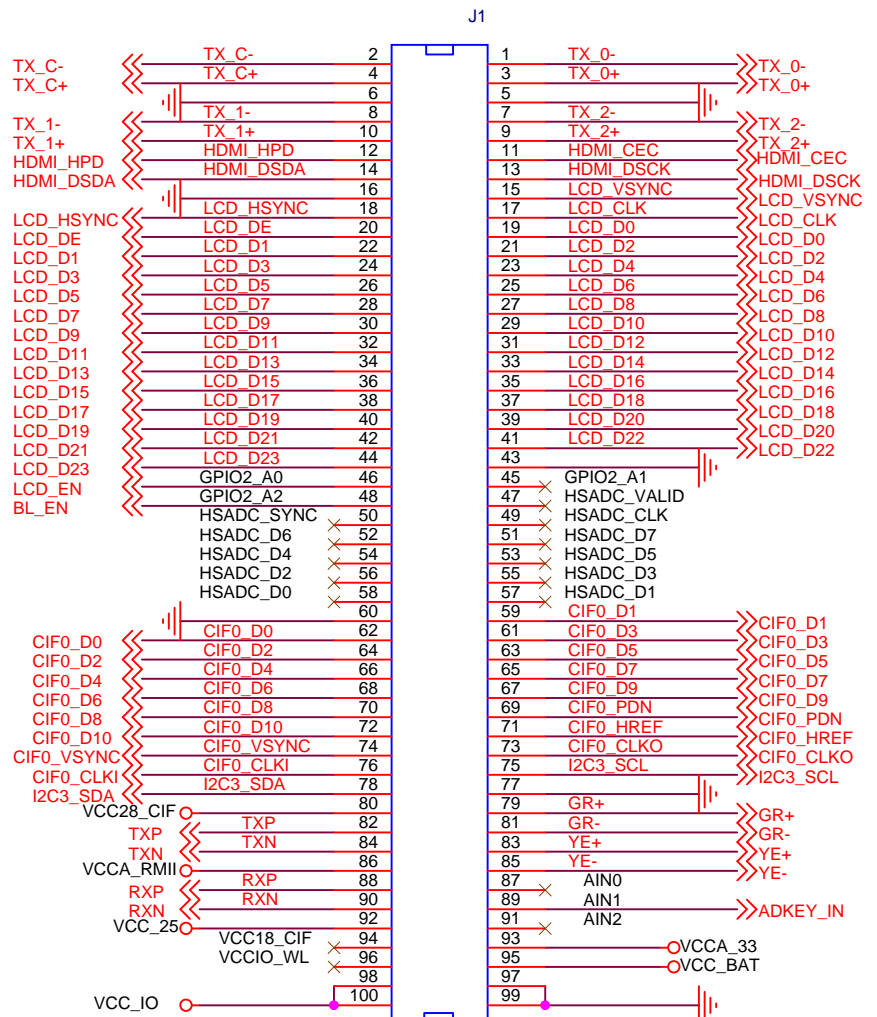 J1
TX_C- TX_C- 2 1 TX_0- TX_0-
TX_C+ TX_C+ 4 3 TX_0+ TX_0+
6 5
TX_1- TX_1- 8 7 TX_2- TX_2-
TX_1+ TX_1+ 10 9 TX_2+ TX_2+
HDMI_HPD HDMI_HPD 12 11 HDMI_CEC HDMI_CEC
HDMI_DSDA HDMI_DSDA 14 13 HDMI_DSCK HDMI_DSCK
16 15 LCD_VSYNC LCD_VSYNC
LCD_HSYNC LCD_HSYNC 18 17 LCD_CLK LCD_CLK
LCD_DE LCD_DE 20 19 LCD_D0 LCD_D0
LCD_D1 LCD_D1 22 21 LCD_D2 LCD_D2
LCD_D3 LCD_D3 24 23 LCD_D4 LCD_D4
LCD_D5 LCD_D5 26 25 LCD_D6 LCD_D6
LCD_D7 LCD_D7 28 27 LCD_D8 LCD_D8
LCD_D9 LCD_D9 30 29 LCD_D10 LCD_D10
LCD_D11 LCD_D11 32 31 LCD_D12 LCD_D12
LCD_D13 LCD_D13 34 33 LCD_D14 LCD_D14
LCD_D15 LCD_D15 36 35 LCD_D16 LCD_D16
LCD_D17 LCD_D17 38 37 LCD_D18 LCD_D18
LCD_D19 LCD_D19 40 39 LCD_D20 LCD_D20
LCD_D21 LCD_D21 42 41 LCD_D22 LCD_D22
LCD_D23 LCD_D23 44 43
LCD_EN GPIO2_A0 46 45 GPIO2_A1
BL_EN GPIO2_A2 48 47 HSADC_VALID
HSADC_SYNC 50 49 HSADC_CLK
HSADC_D6 52 51 HSADC_D7
HSADC_D4 54 53 HSADC_D5
HSADC_D2 56 55 HSADC_D3
HSADC_D0 58 57 HSADC_D1
60 59 CIF0_D1 CIF0_D1
CIF0_D0 CIF0_D0 62 61 CIF0_D3 CIF0_D3
CIF0_D2 CIF0_D2 64 63 CIF0_D5 CIF0_D5
CIF0_D4 CIF0_D4 66 65 CIF0_D7 CIF0_D7
CIF0_D6 CIF0_D6 68 67 CIF0_D9 CIF0_D9
CIF0_D8 CIF0_D8 70 69 CIF0_PDN CIF0_PDN
CIF0_D10 CIF0_D10 72 71 CIF0_HREF CIF0_HREF
CIF0_VSYNC CIF0_VSYNC 74 73 CIF0_CLKO CIF0_CLKO
CIF0_CLKI CIF0_CLKI 76 75 I2C3_SCL I2C3_SCL
I2C3_SDA I2C3_SDA 78 77
VCC28_CIF 80 79 GR+ GR+
TXP TXP 82 81 GR- GR-
TXN TXN 84 83 YE+ YE+
VCCA_RMII 86 85 YE- YE-
RXP RXP 88 87 AIN0
RXN RXN 90 89 AIN1 ADKEY_IN
VCC_25 92 91 AIN2
VCC18_CIF 94 93 VCCA_33
VCCIO_WL 96 95 VCC_BAT
98 97
VCC_IO 100 99